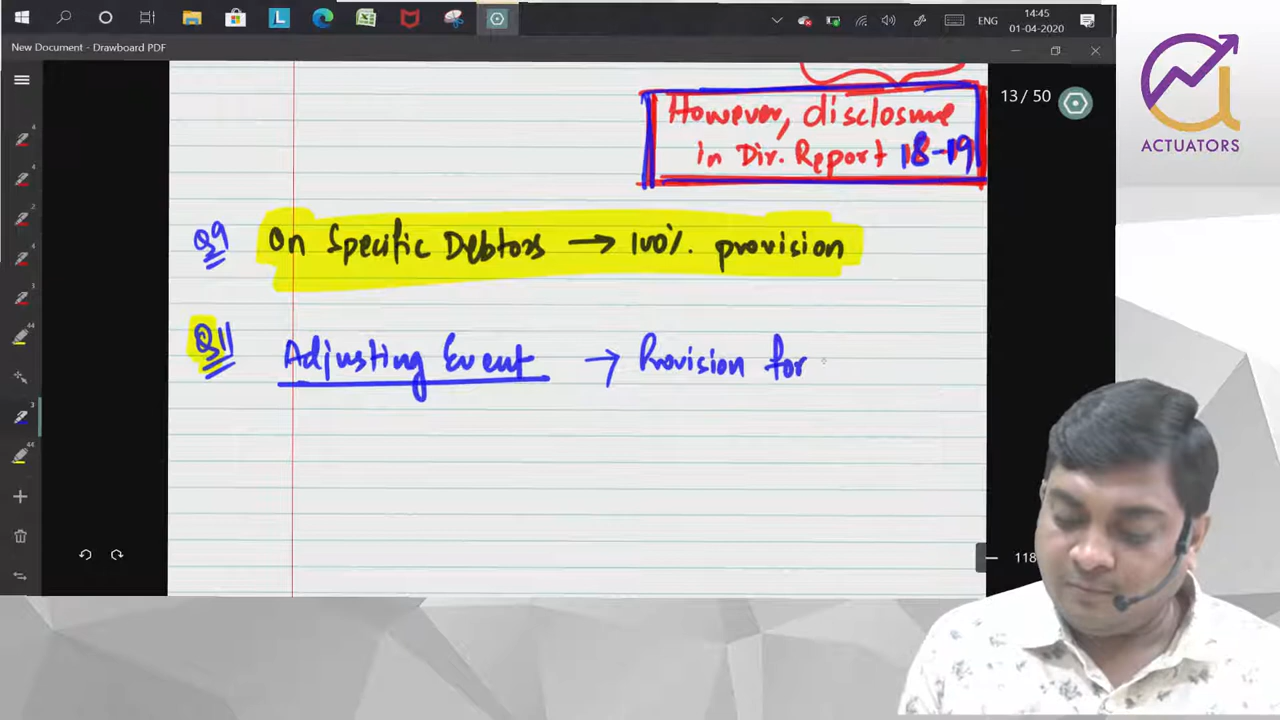 ENG
14:45
01-04-2020
New Document - Drawboard PDF
13 / 50
ACTUATORS
However, disclosure
in Dir. Report 18-19
Q9 On Specific Debtors → 100% provision
Q11 Adjusting Event → Provision for
118